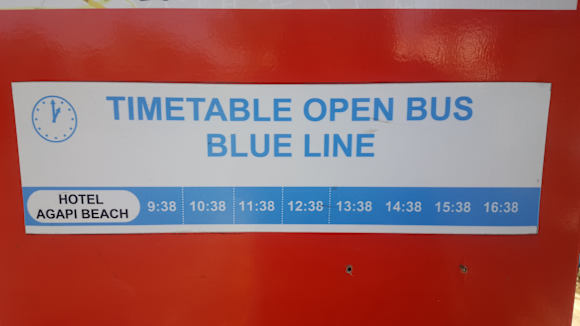 TIMETABLE OPEN BUS
BLUE LINE
HOTEL
AGAPI BEACH
9:38 10:38 11:38 12:38 13:38 14:38 15:38 16:38